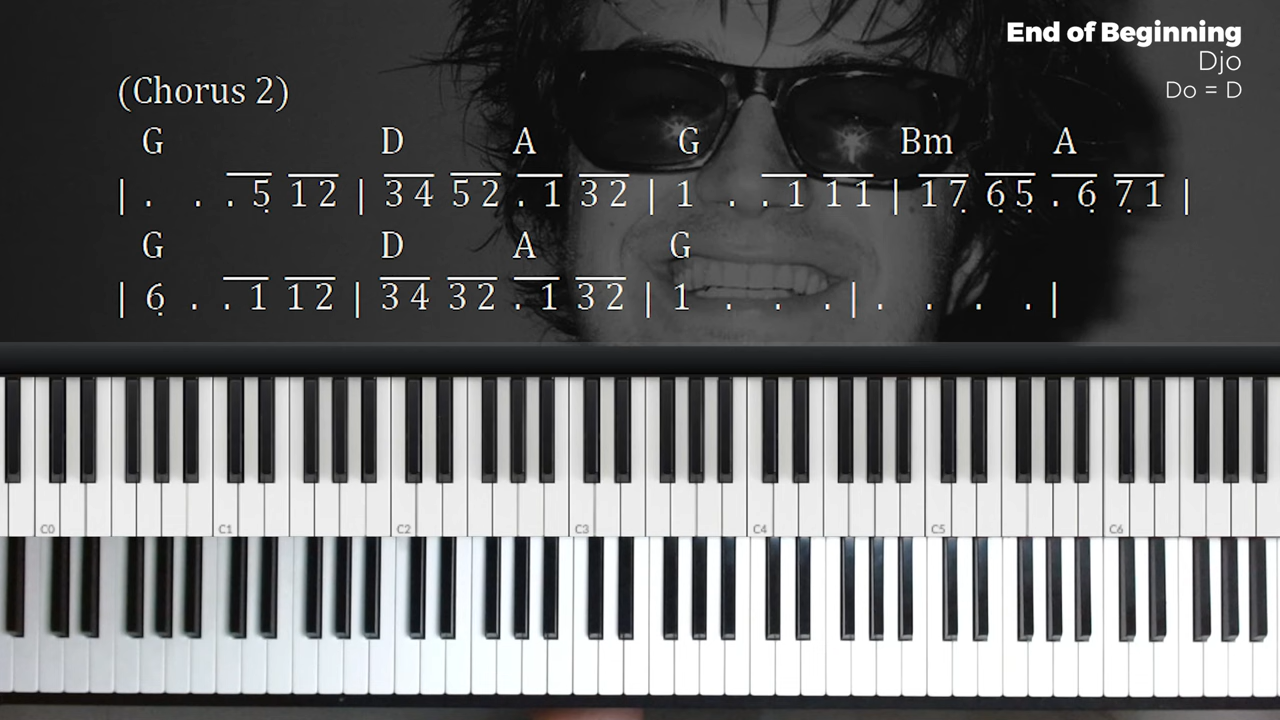 End of Beginning
Djo
Do = D
(Chorus 2)
G D A G Bm A
| . . . 5̣ 1 2 | 3 4 5 2 . 1 3 2 | 1 . . 1 1 1 | 1 7̣ 6̣ 5̣ . 6̣ 7̣ 1 |
G D A G
| 6̣ . . 1 1 2 | 3 4 3 2 . 1 3 2 | 1 . . . | . . . . |
C0 C1 C2 C3 C4 C5 C6